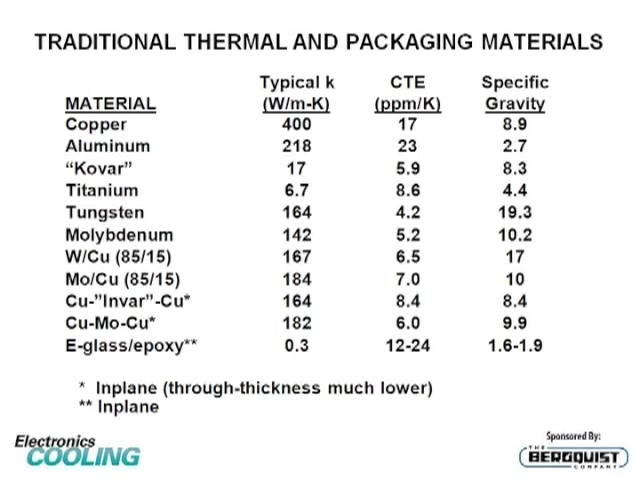 TRADITIONAL THERMAL AND PACKAGING MATERIALS
Typical k CTE Specific
MATERIAL (W/m-K) (ppm/K) Gravity
Copper 400 17 8.9
Aluminum 218 23 2.7
“Kovar” 17 5.9 8.3
Titanium 6.7 8.6 4.4
Tungsten 164 4.2 19.3
Molybdenum 142 5.2 10.2
W/Cu (85/15) 167 6.5 17
Mo/Cu (85/15) 184 7.0 10
Cu-”Invar”-Cu* 164 8.4 8.4
Cu-Mo-Cu* 182 6.0 9.9
E-glass/epoxy** 0.3 12-24 1.6-1.9
* Inplane (through-thickness much lower)
** Inplane
Electronics
COOLING
Sponsored By:
THE
BERGQUIST
COMPANY